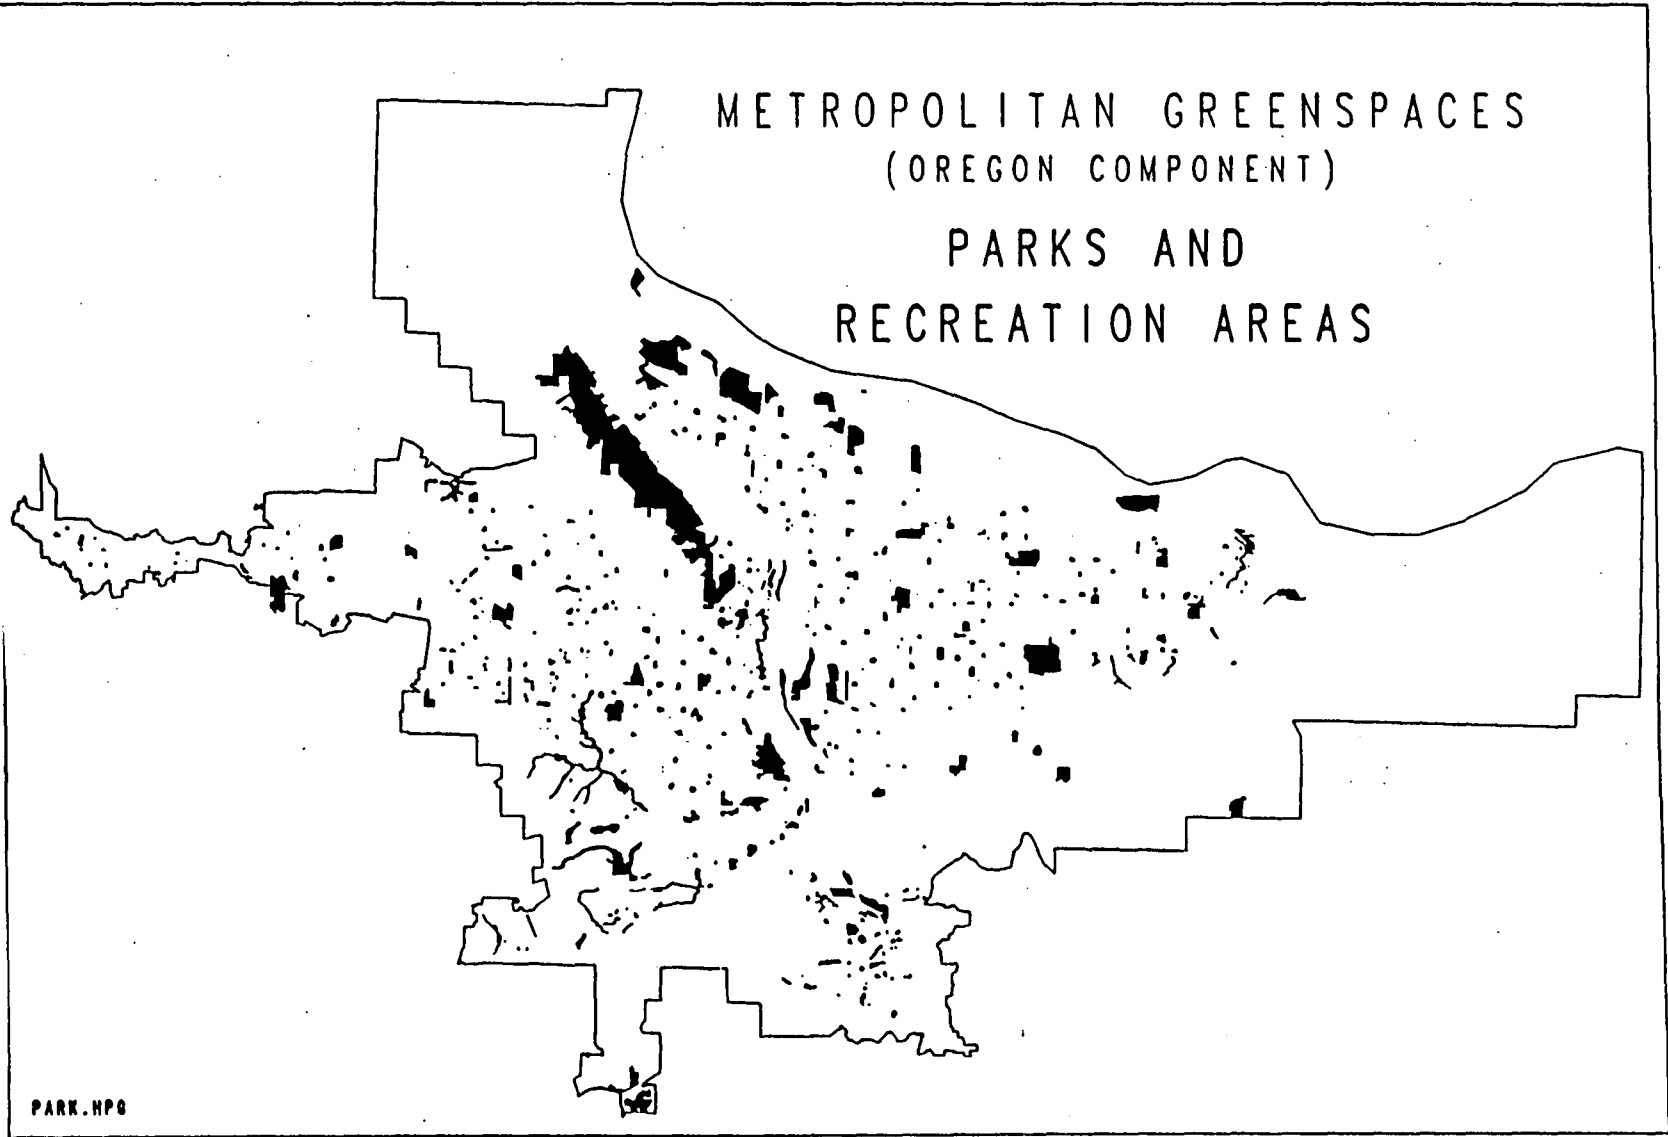 METROPOLITAN GREENSPACES
(OREGON COMPONENT)
PARKS AND
RECREATION AREAS
PARK.HPG